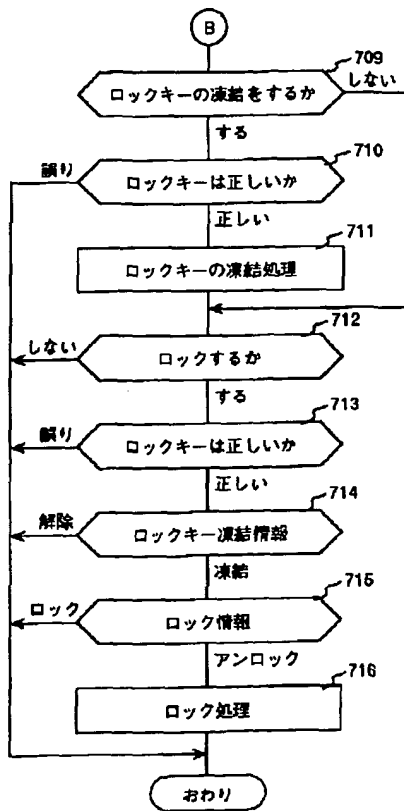 B
709
ロックキーの凍結をするか
しない
する
710
誤り
ロックキーは正しいか
正しい
711
ロックキーの凍結処理
712
しない
ロックするか
する
713
誤り
ロックキーは正しいか
正しい
714
解除
ロックキー凍結情報
凍結
715
ロック
ロック情報
アンロック
716
ロック処理
おわり